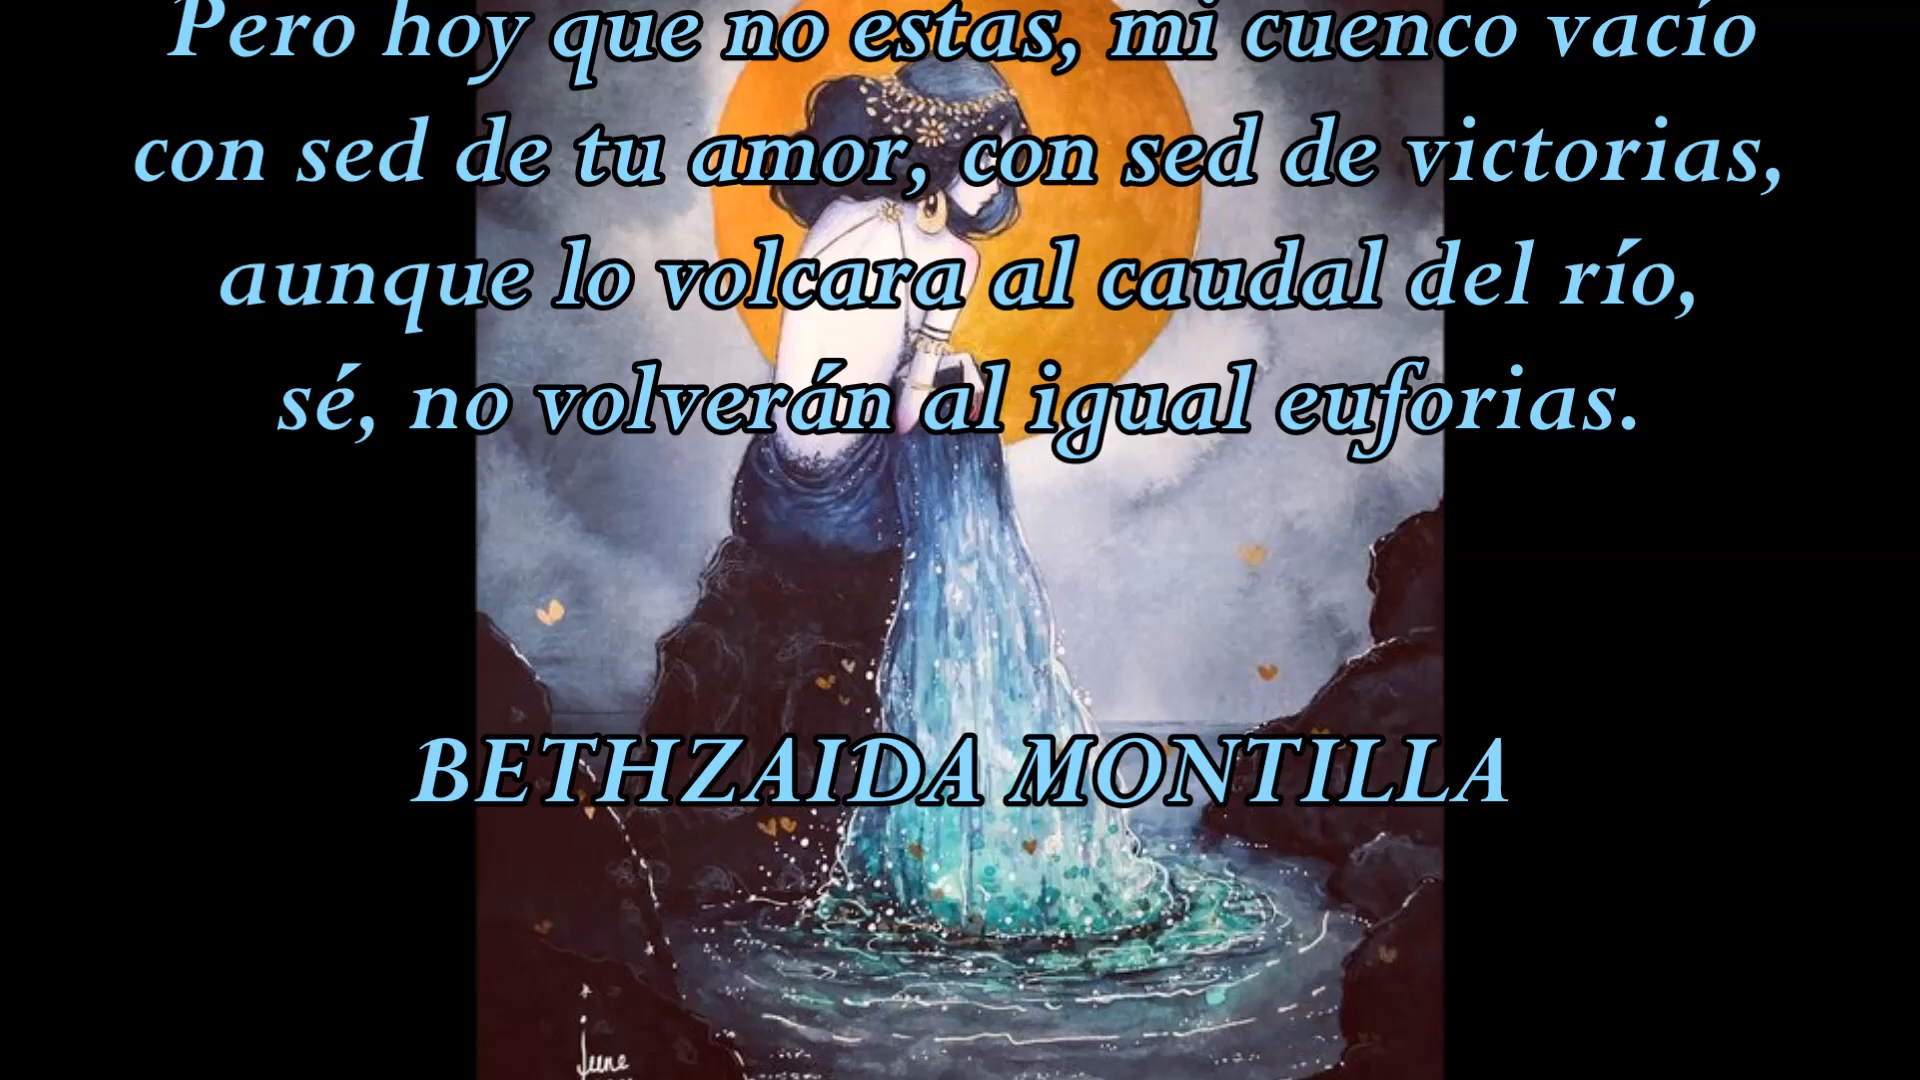 Pero hoy que no estas, mi cuenco vacío
con sed de tu amor, con sed de victorias,
aunque lo volcara al caudal del río,
sé, no volverán al igual euforias.
BETHZAIDA MONTILLA
June